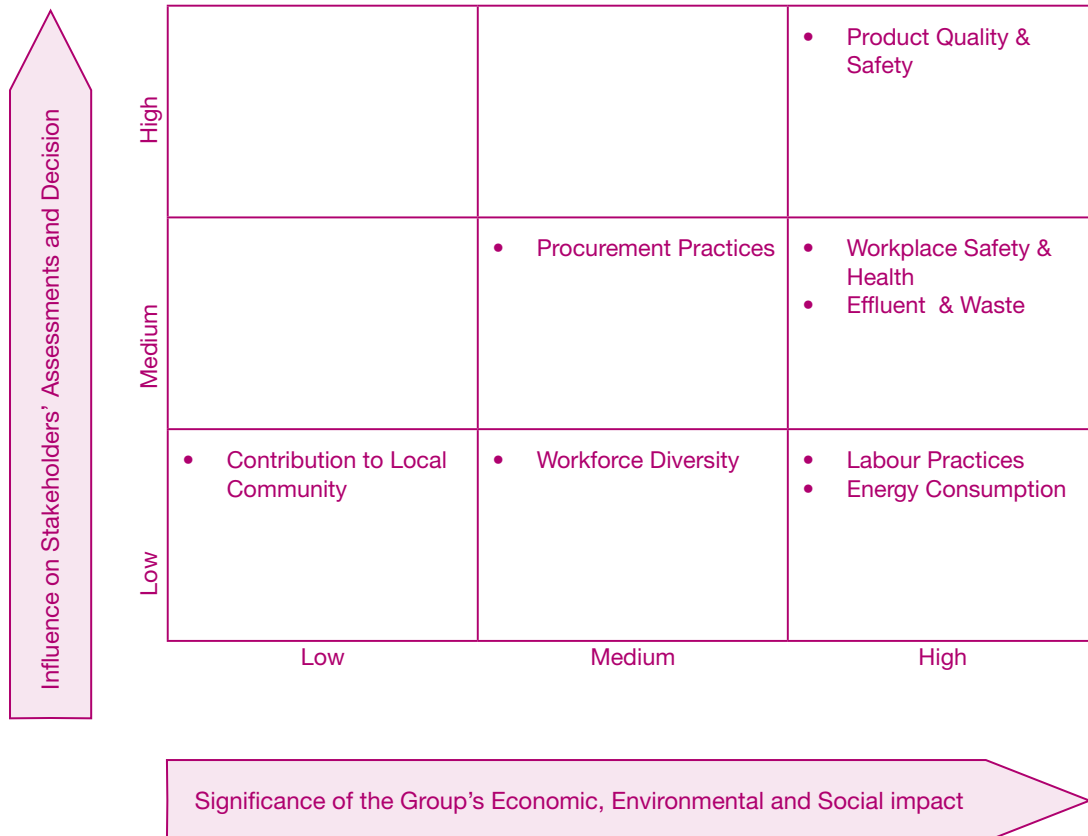 Influence on Stakeholders’ Assessments and Decision
High
• Product Quality &
Safety
Medium
• Procurement Practices
• Workplace Safety &
Health
• Effluent & Waste
Low
• Contribution to Local
Community
• Workforce Diversity
• Labour Practices
• Energy Consumption
Low
Medium
High
Significance of the Group’s Economic, Environmental and Social impact